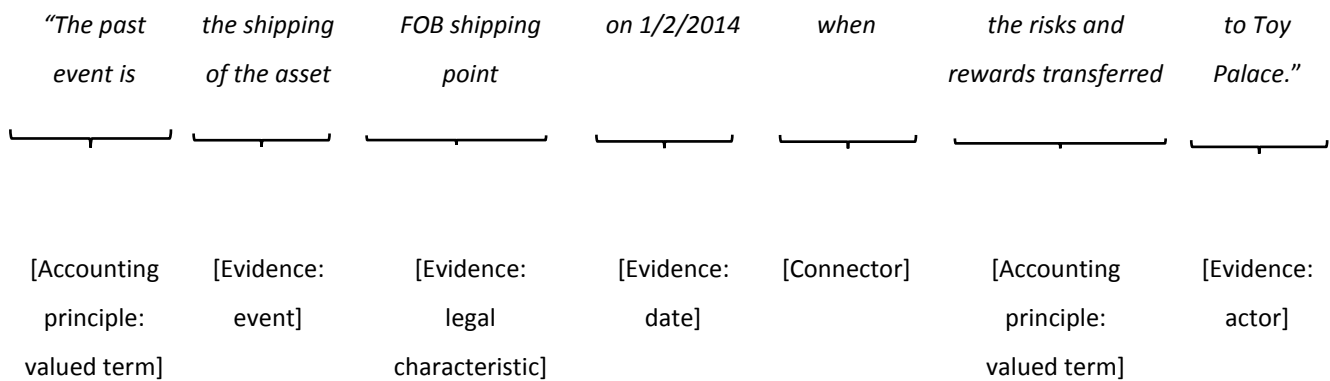 “The past the shipping FOB shipping on 1/2/2014 when the risks and to Toy
event is of the asset point rewards transferred Palace.”
[Accounting [Evidence: [Evidence: [Evidence: [Connector] [Accounting [Evidence:
principle: event] legal date] principle: actor]
valued term] characteristic] valued term]